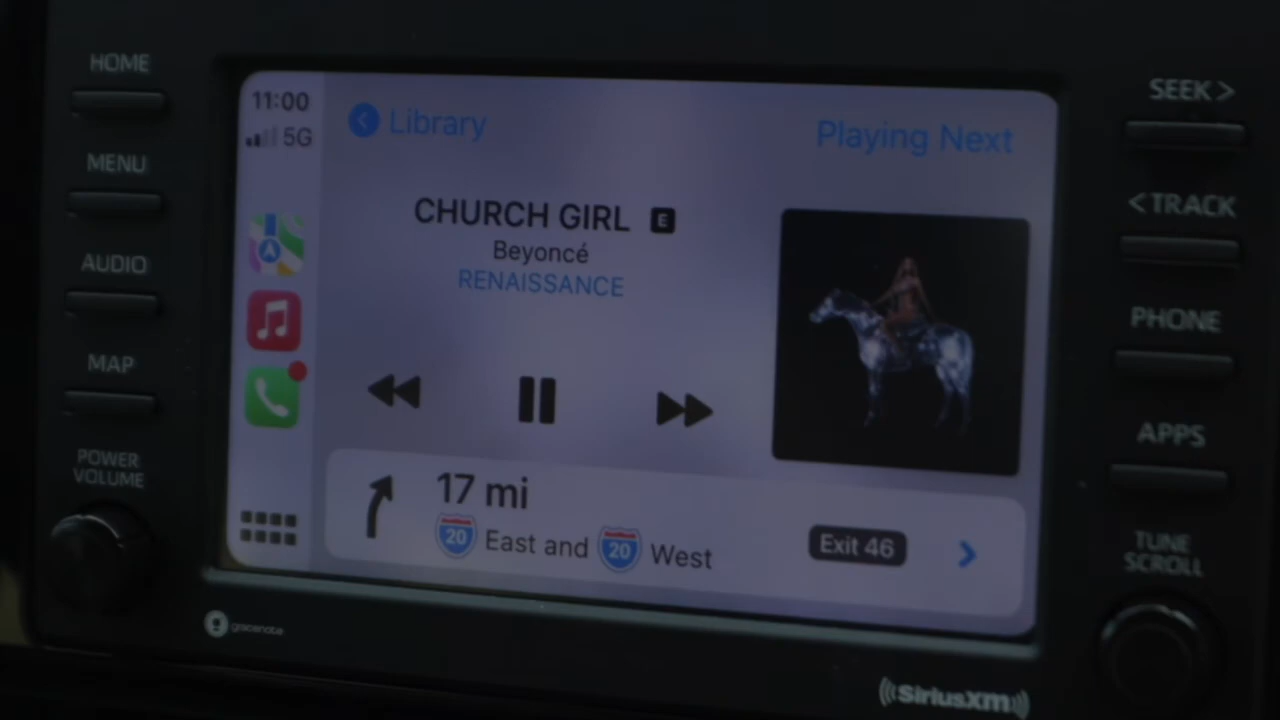 HOME
MENU
AUDIO
MAP
POWER
VOLUME
11:00
5G
Library
Playing Next
CHURCH GIRL E
Beyoncé
RENAISSANCE
17 mi
20 East and 20 West
Exit 46
SEEK >
< TRACK
PHONE
APPS
TUNE
SCROLL
gracenote
SiriusXM